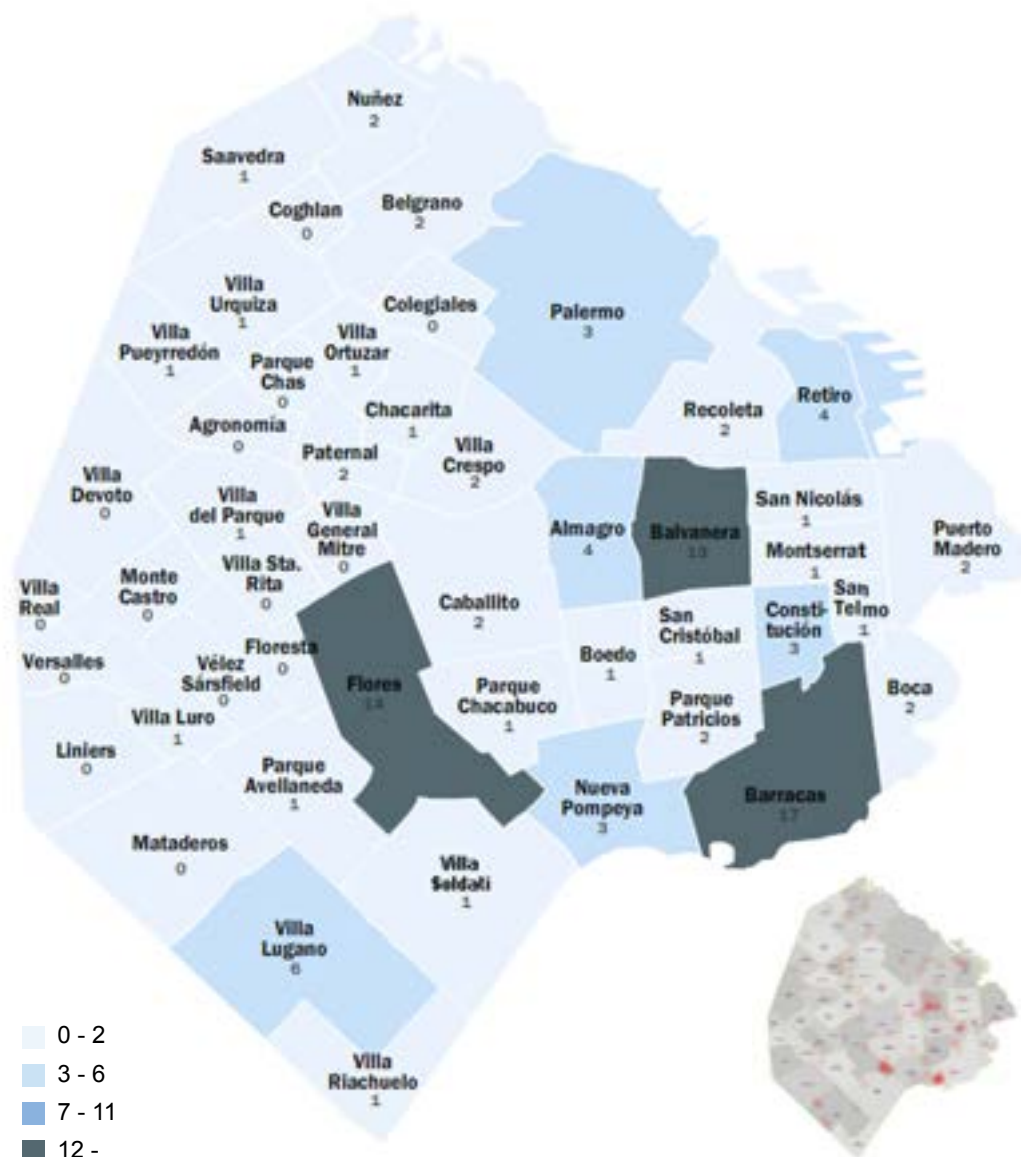 Nuñez
2
Saavedra
1
Coghlan
0
Belgrano
2
Villa
Urquiza
1
Colegiales
0
Palermo
3
Villa
Pueyrredón
1
Villa
Ortuzar
1
Parque
Chas
0
Retiro
4
Chacarita
1
Recoleta
2
Agronomía
0
Paternal
2
Villa
Crespo
2
Villa
Devoto
0
Villa
del Parque
1
Villa
General
Mitre
0
Almagro
4
Balvanera
13
San Nicolás
1
Montserrat
1
Puerto
Madero
2
Villa
Real
0
Monte
Castro
0
Villa Sta.
Rita
0
Caballito
2
San
Cristóbal
1
Consti-
tución
3
San
Telmo
1
Versalles
0
Vélez
Sársfield
0
Floresta
0
Flores
14
Boedo
1
Parque
Chacabuco
1
Parque
Patricios
2
Boca
2
Villa Luro
1
Liniers
0
Parque
Avellaneda
1
Nueva
Pompeya
3
Barracas
17
Mataderos
0
Villa
Soldati
1
Villa
Lugano
6
Villa
Riachuelo
1
0 - 2
3 - 6
7 - 11
12 -